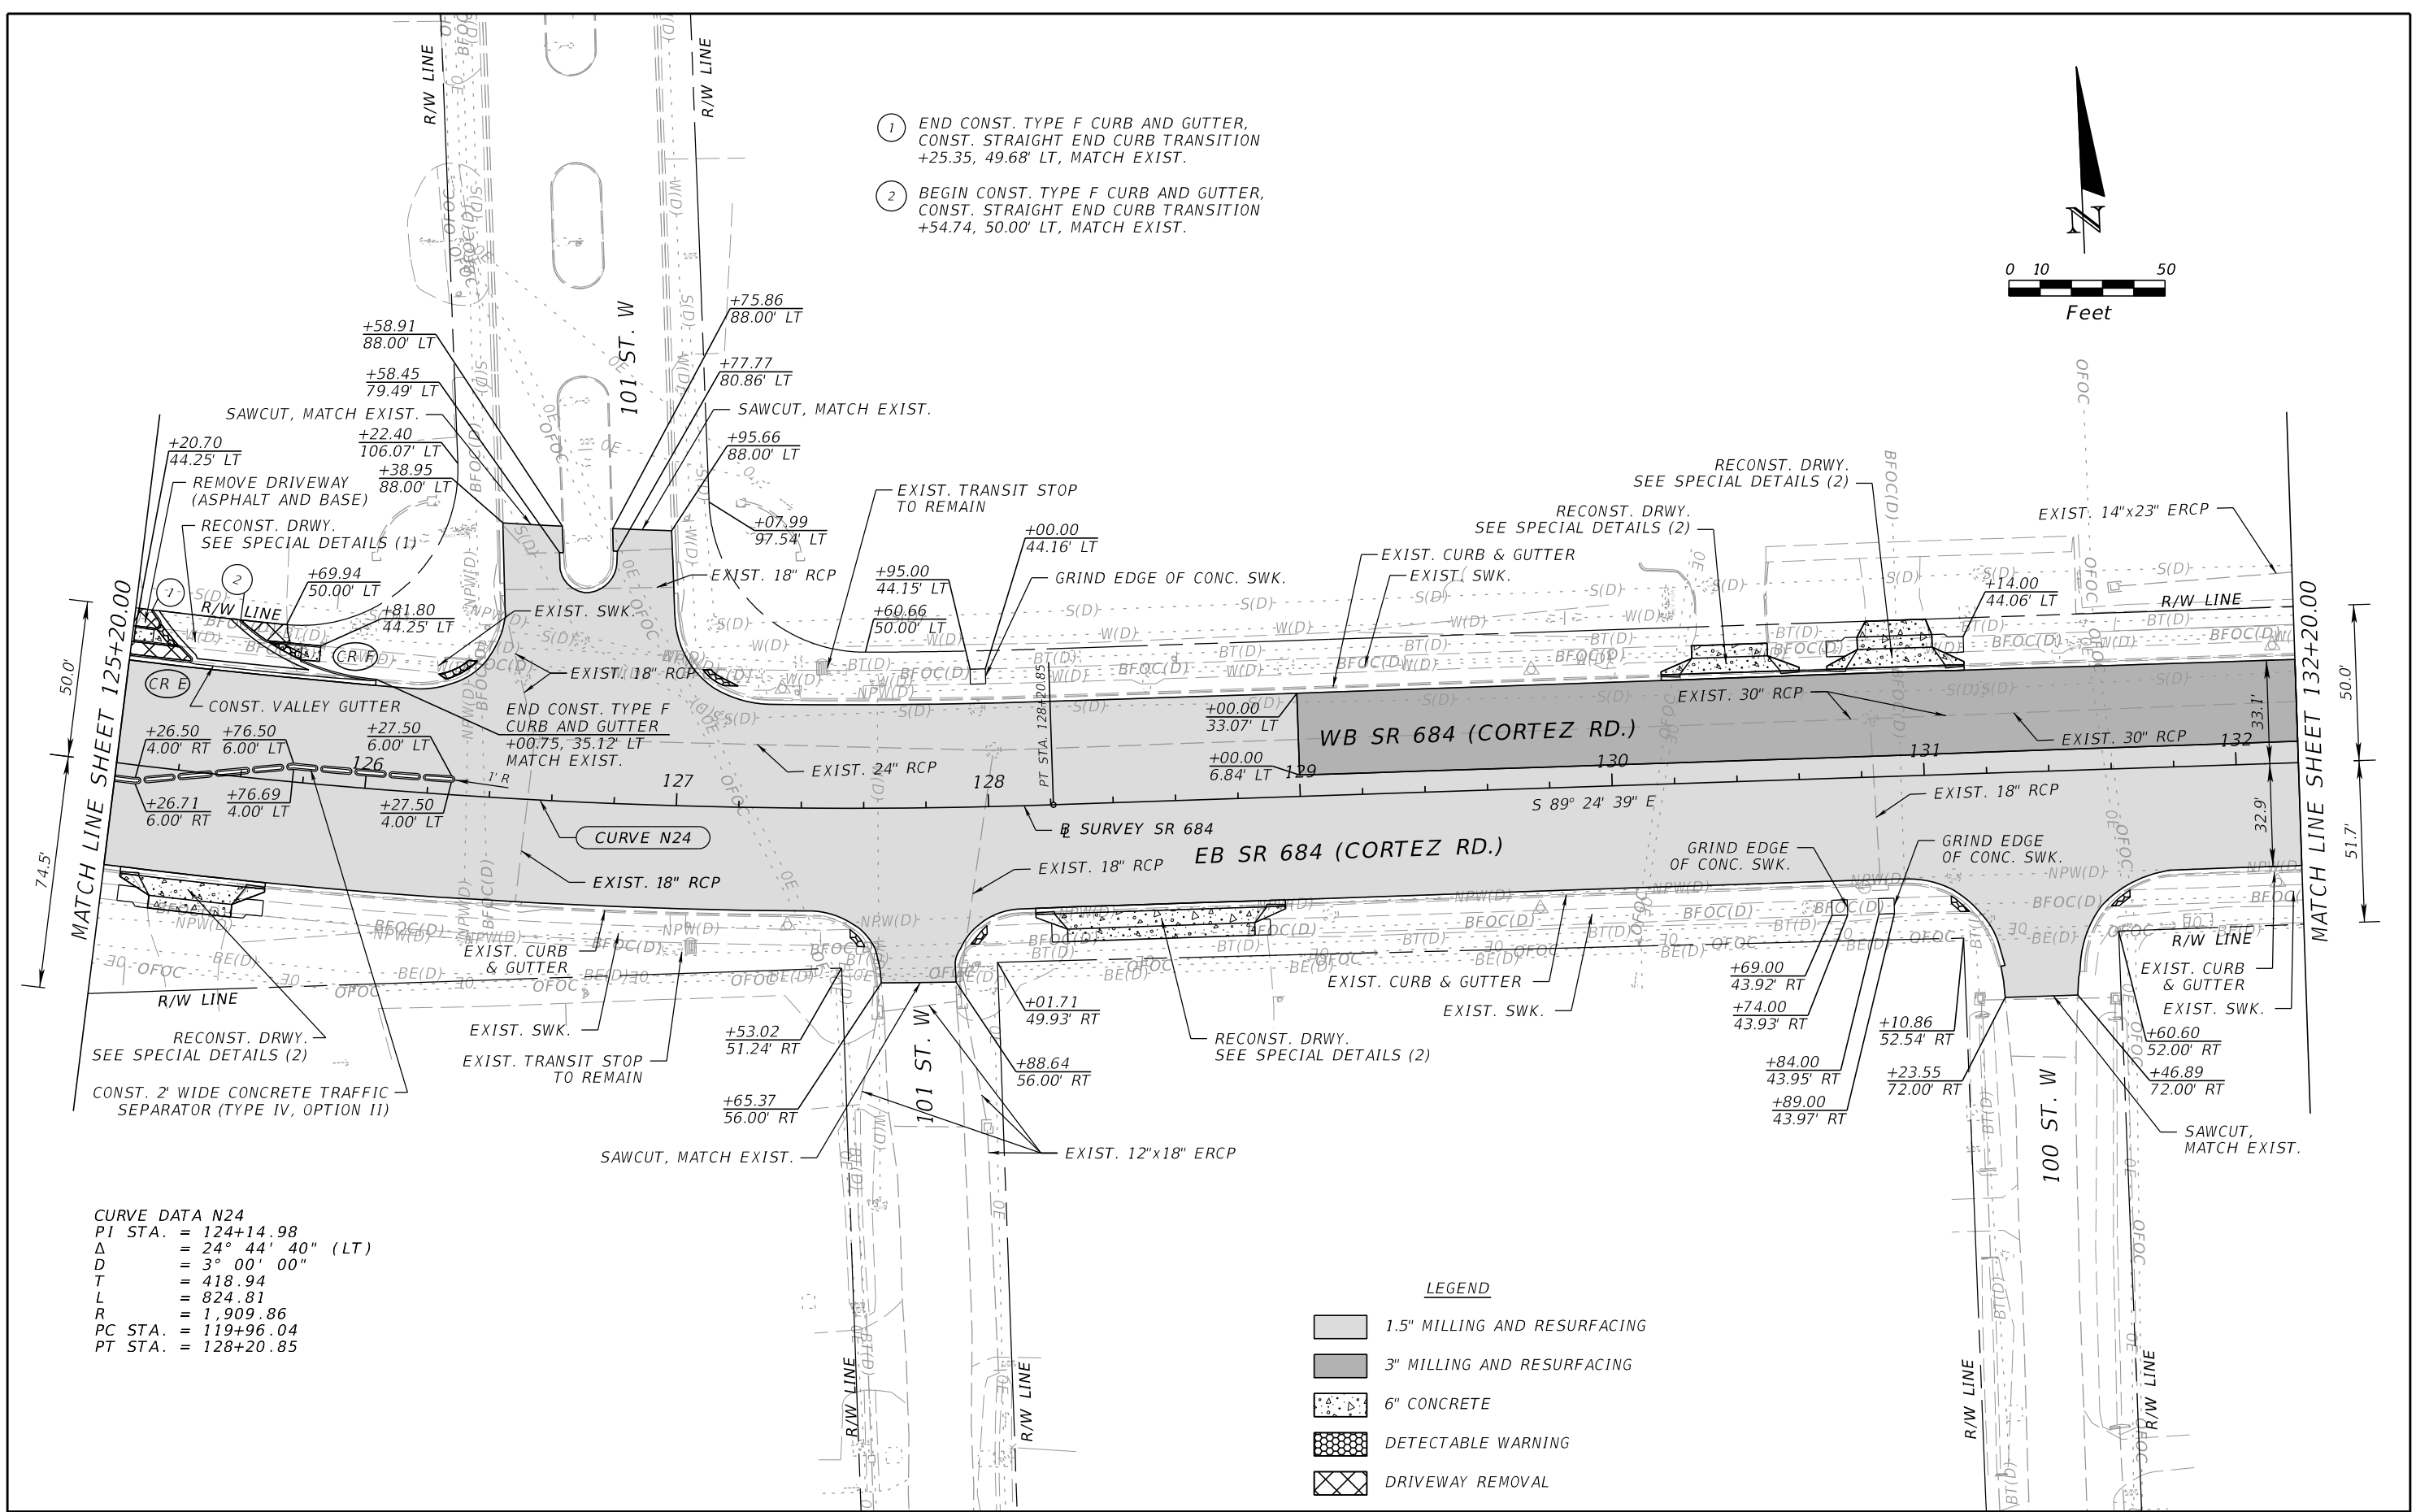 R/W LINE
R/W LINE
1
END CONST. TYPE F CURB AND GUTTER,
CONST. STRAIGHT END CURB TRANSITION
+25.35, 49.68' LT, MATCH EXIST.
2
BEGIN CONST. TYPE F CURB AND GUTTER,
CONST. STRAIGHT END CURB TRANSITION
+54.74, 50.00' LT, MATCH EXIST.
N
0 10 50
Feet
101 ST. W
+75.86
88.00' LT
+58.91
88.00' LT
+77.77
80.86' LT
+58.45
79.49' LT
SAWCUT, MATCH EXIST.
SAWCUT, MATCH EXIST.
+22.40
106.07' LT
+95.66
88.00' LT
+20.70
44.25' LT
+38.95
88.00' LT
REMOVE DRIVEWAY
(ASPHALT AND BASE)
RECONST. DRWY.
SEE SPECIAL DETAILS (1)
EXIST. TRANSIT STOP
TO REMAIN
+07.99
97.54' LT
+00.00
44.16' LT
RECONST. DRWY.
SEE SPECIAL DETAILS (2)
RECONST. DRWY.
SEE SPECIAL DETAILS (2)
EXIST. 14"x23" ERCP
EXIST. CURB & GUTTER
EXIST. SWK.
GRIND EDGE OF CONC. SWK.
+95.00
44.15' LT
+60.66
50.00' LT
EXIST. 18" RCP
+69.94
50.00' LT
+81.80
44.25' LT
EXIST. SWK.
+14.00
44.06' LT
R/W LINE
R/W LINE
1
2
CR E
CR F
50.0'
MATCH LINE SHEET 125+20.00
CONST. VALLEY GUTTER
EXIST. 18" RCP
END CONST. TYPE F
CURB AND GUTTER
+00.75, 35.12' LT
MATCH EXIST.
PT STA. 128+20.85
+00.00
33.07' LT
EXIST. 30" RCP
WB SR 684 (CORTEZ RD.)
EXIST. 30" RCP
33.1'
50.0'
MATCH LINE SHEET 132+20.00
+26.50
4.00' RT
+76.50
6.00' LT
+27.50
6.00' LT
126
1' R
EXIST. 24" RCP
+00.00
6.84' LT
127
128
129
130
131
132
+26.71
6.00' RT
+76.69
4.00' LT
+27.50
4.00' LT
S 89° 24' 39" E
EXIST. 18" RCP
CURVE N24
BL SURVEY SR 684
EB SR 684 (CORTEZ RD.)
32.9'
51.7'
GRIND EDGE
OF CONC. SWK.
GRIND EDGE
OF CONC. SWK.
EXIST. 18" RCP
EXIST. 18" RCP
74.5'
EXIST. CURB
& GUTTER
R/W LINE
R/W LINE
EXIST. CURB & GUTTER
EXIST. SWK.
+69.00
43.92' RT
+74.00
43.93' RT
EXIST. CURB
& GUTTER
EXIST. SWK.
RECONST. DRWY.
SEE SPECIAL DETAILS (2)
EXIST. SWK.
EXIST. TRANSIT STOP
TO REMAIN
+53.02
51.24' RT
+01.71
49.93' RT
RECONST. DRWY.
SEE SPECIAL DETAILS (2)
+10.86
52.54' RT
+60.60
52.00' RT
CONST. 2' WIDE CONCRETE TRAFFIC
SEPARATOR (TYPE IV, OPTION II)
+65.37
56.00' RT
+88.64
56.00' RT
+84.00
43.95' RT
+89.00
43.97' RT
+23.55
72.00' RT
+46.89
72.00' RT
101 ST. W
100 ST. W
SAWCUT, MATCH EXIST.
EXIST. 12"x18" ERCP
SAWCUT,
MATCH EXIST.
CURVE DATA N24
PI STA. = 124+14.98
Δ = 24° 44' 40" (LT)
D = 3° 00' 00"
T = 418.94
L = 824.81
R = 1,909.86
PC STA. = 119+96.04
PT STA. = 128+20.85
R/W LINE
R/W LINE
R/W LINE
R/W LINE
LEGEND
1.5" MILLING AND RESURFACING
3" MILLING AND RESURFACING
6" CONCRETE
DETECTABLE WARNING
DRIVEWAY REMOVAL